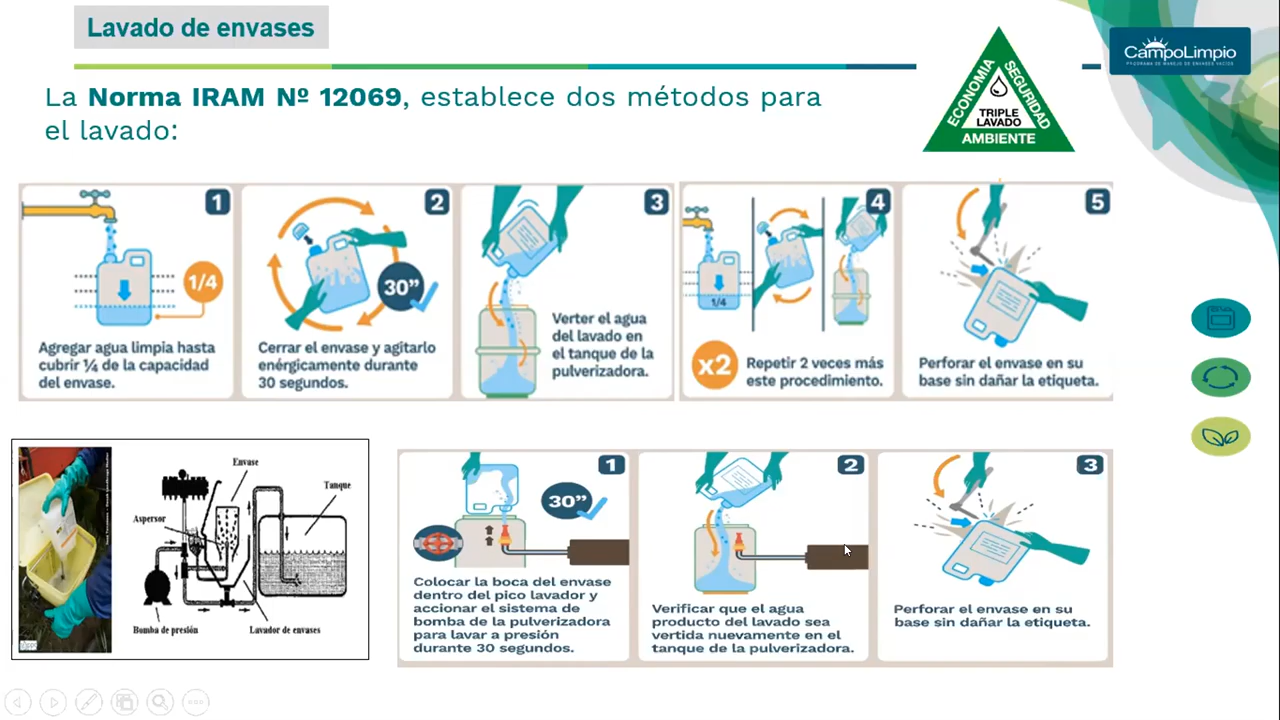 Lavado de envases
La Norma IRAM Nº 12069, establece dos métodos para
el lavado:
ECONOMIA
SEGURIDAD
TRIPLE
LAVADO
AMBIENTE
CampoLimpio
PROGRAMA DE MANEJO DE ENVASES VACÍOS
1
1/4
Agregar agua limpia hasta
cubrir ¼ de la capacidad
del envase.
2
30”
Cerrar el envase y agitarlo
enérgicamente durante
30 segundos.
3
Verter el agua
del lavado en
el tanque de la
pulverizadora.
4
1/4
x2
Repetir 2 veces más
este procedimiento.
5
Perforar el envase en su
base sin dañar la etiqueta.
Envase
Tanque
Aspersor
Bomba de presión
Lavador de envases
1
30”
Colocar la boca del envase
dentro del pico lavador y
accionar el sistema de
bomba de la pulverizadora
para lavar a presión
durante 30 segundos.
2
Verificar que el agua
producto del lavado sea
vertida nuevamente en el
tanque de la pulverizadora.
3
Perforar el envase en su
base sin dañar la etiqueta.